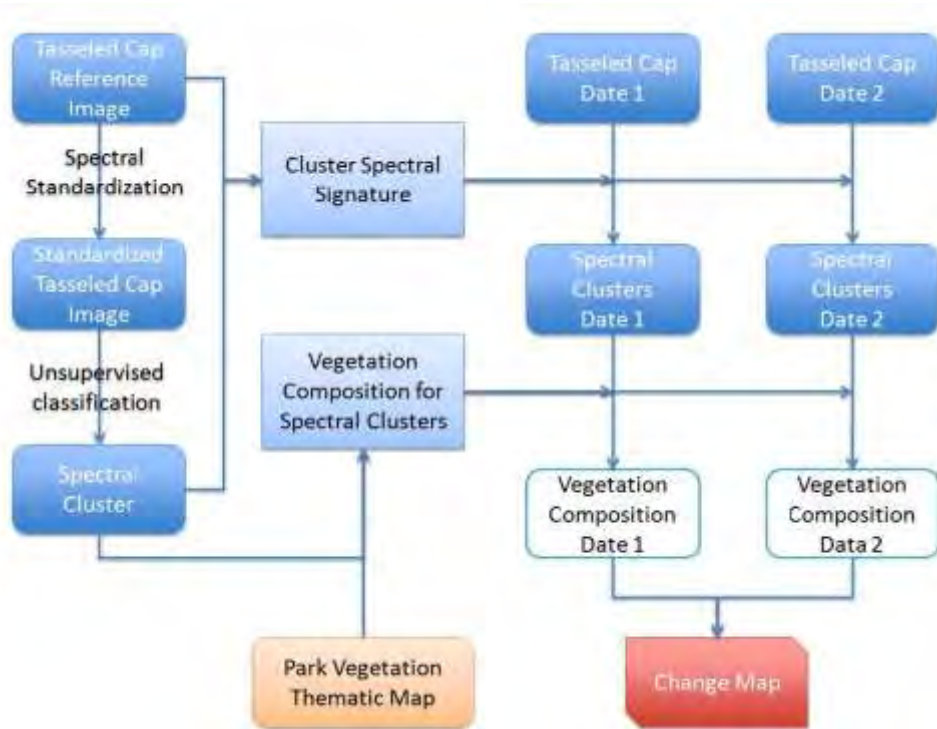 Tasseled Cap
Reference
Image
Spectral
Standardization
Standardized
Tasseled Cap
Image
Unsupervised
classification
Spectral
Cluster
Cluster Spectral
Signature
Vegetation
Composition for
Spectral Clusters
Park Vegetation
Thematic Map
Tasseled Cap
Date 1
Tasseled Cap
Date 2
Spectral
Clusters
Date 1
Spectral
Clusters
Date 2
Vegetation
Composition
Date 1
Vegetation
Composition
Data 2
Change Map